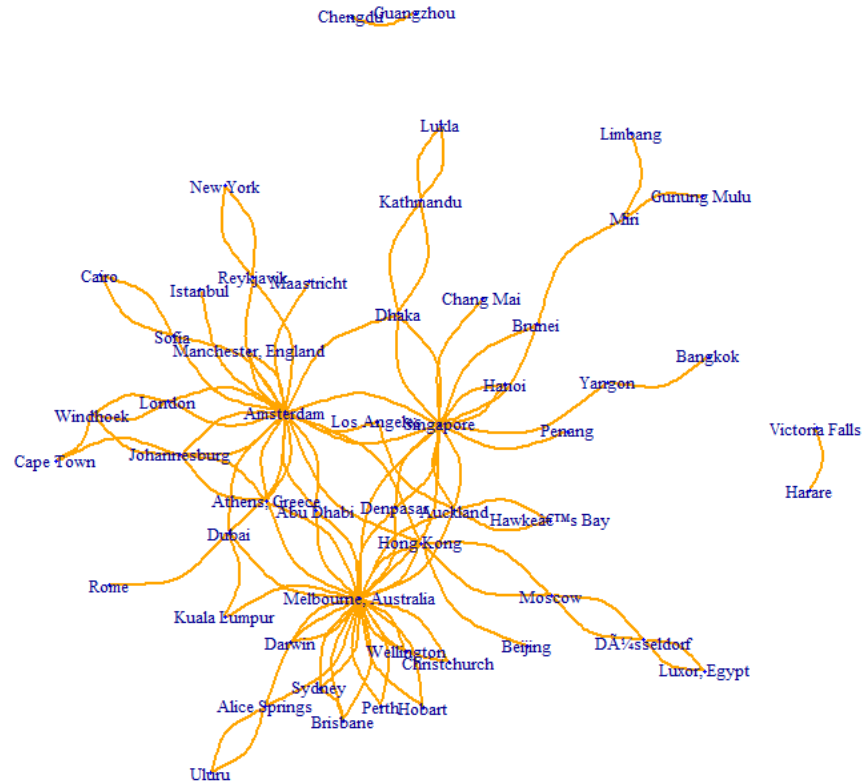 Chengdu
Guangzhou
Lukla
Limbang
New York
Kathmandu
Gunung Mulu
Miri
Cairo
Reykjavik
Maastricht
Istanbul
Chang Mai
Dhaka
Brunei
Sofia
Manchester, England
Bangkok
Hanoi
Yangon
London
Windhoek
Amsterdam
Los Angeles
Singapore
Penang
Victoria Falls
Cape Town
Johannesburg
Harare
Athens, Greece
Abu Dhabi
Denpasar
Auckland
Hawkeâ€™s Bay
Dubai
Hong Kong
Rome
Melbourne, Australia
Moscow
Kuala Lumpur
Darwin
Wellington
Christchurch
Beijing
DÃ¼sseldorf
Luxor, Egypt
Sydney
Alice Springs
Perth
Hobart
Brisbane
Uluru